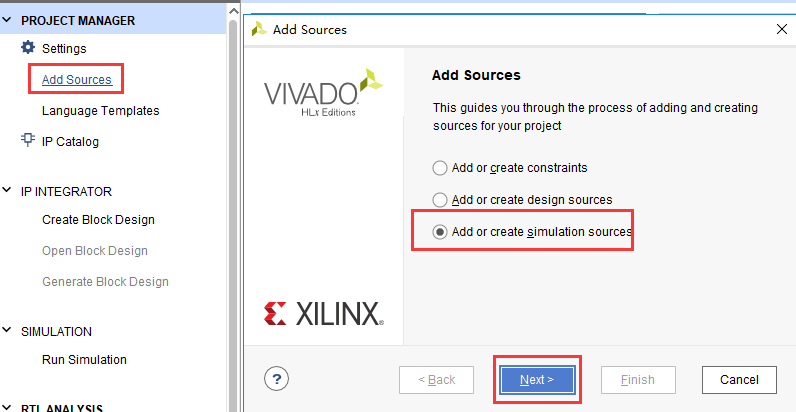 PROJECT MANAGER
Settings
Add Sources
Language Templates
IP Catalog
IP INTEGRATOR
Create Block Design
Open Block Design
Generate Block Design
SIMULATION
Run Simulation
RTL ANALYSIS
Add Sources
VIVADO
HLx Editions
XILINX
Add Sources
This guides you through the process of adding and creating
sources for your project
Add or create constraints
Add or create design sources
Add or create simulation sources
?
< Back
Next >
Finish
Cancel